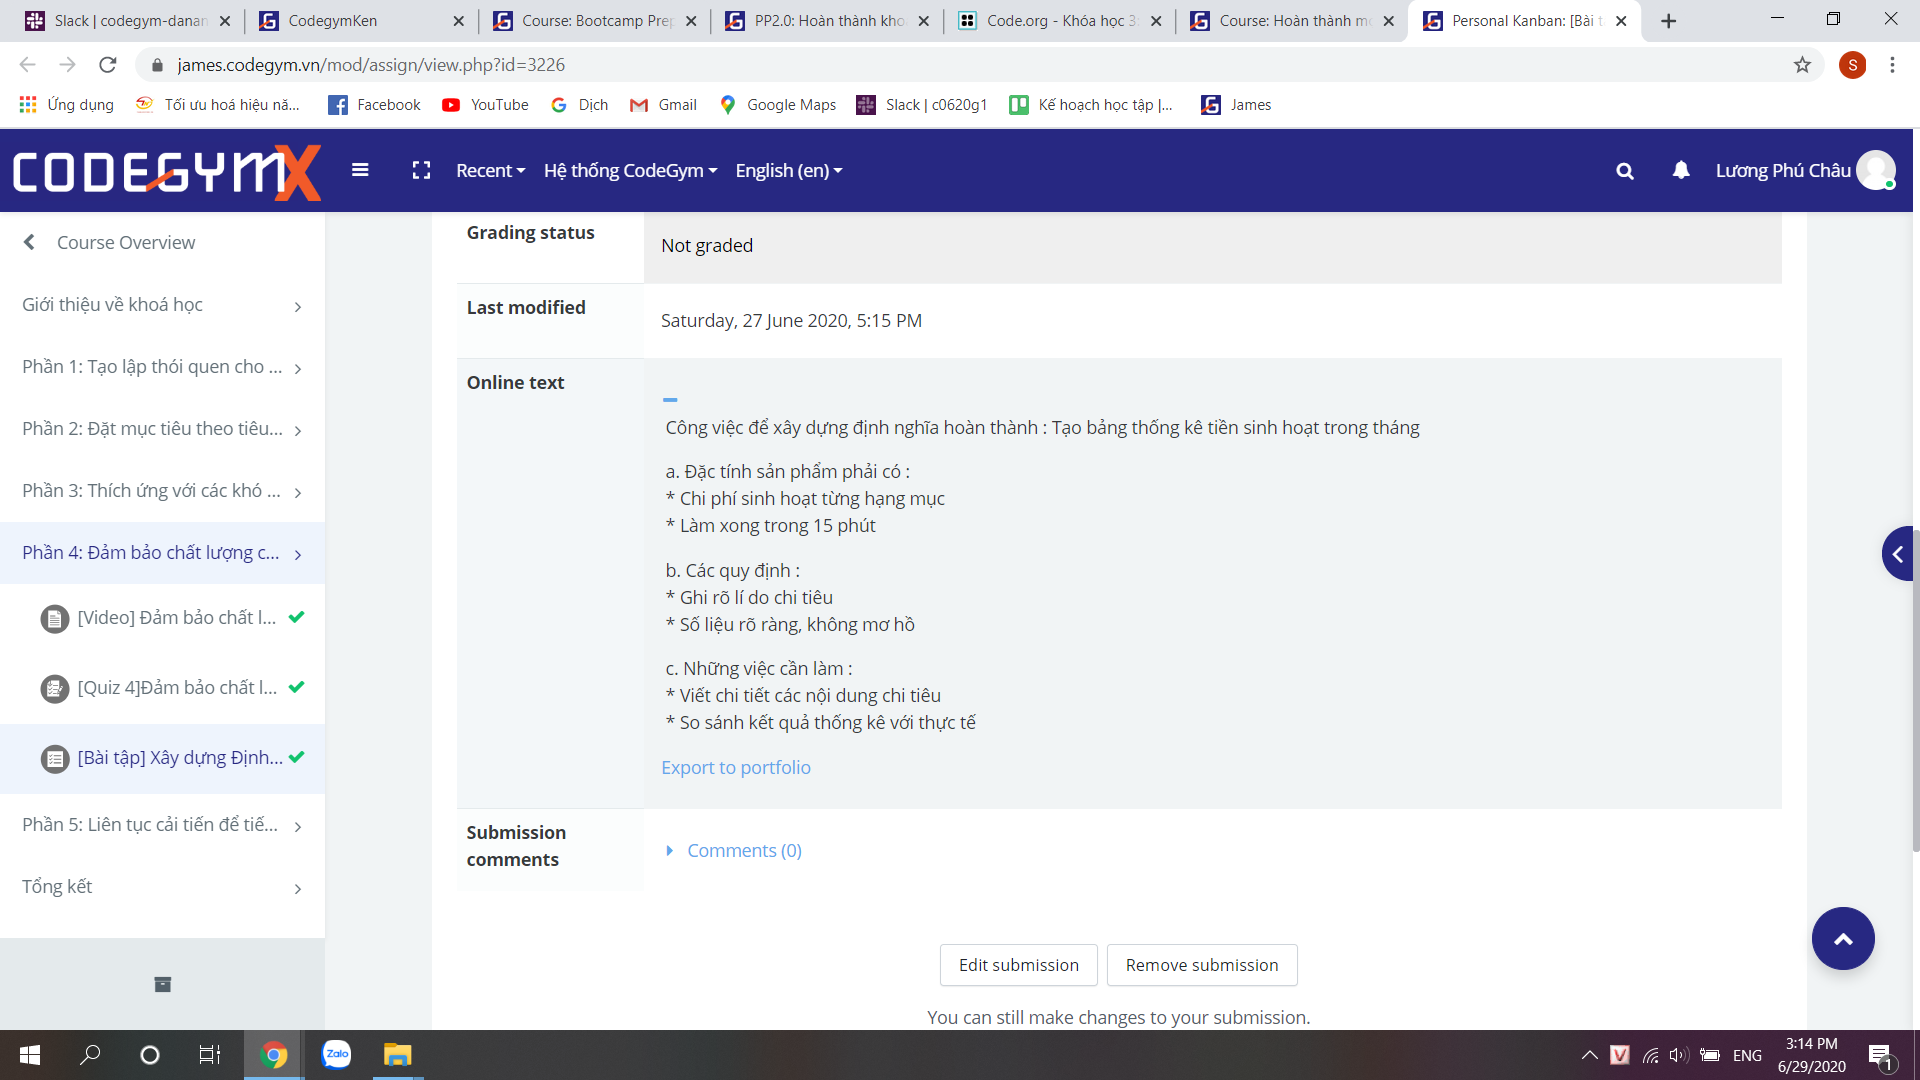 Slack | codegym-danan
CodegymKen
Course: Bootcamp Prep
PP2.0: Hoàn thành kho
Code.org - Khóa học 3:
Course: Hoàn thành mo
Personal Kanban: [Bài t
james.codegym.vn/mod/assign/view.php?id=3226
S
Ứng dụng
Tối ưu hoá hiệu nă...
Facebook
YouTube
Dịch
Gmail
Google Maps
Slack | c0620g1
Kế hoạch học tập |...
James
CODEGYMX
Recent
Hệ thống CodeGym
English (en)
Lương Phú Châu
Course Overview
Giới thiệu về khoá học
Phần 1: Tạo lập thói quen cho ...
Phần 2: Đặt mục tiêu theo tiêu...
Phần 3: Thích ứng với các khó ...
Phần 4: Đảm bảo chất lượng c...
[Video] Đảm bảo chất l...
[Quiz 4]Đảm bảo chất l...
[Bài tập] Xây dựng Định...
Phần 5: Liên tục cải tiến để tiế...
Tổng kết
Grading status
Not graded
Last modified
Saturday, 27 June 2020, 5:15 PM
Online text
Công việc để xây dựng định nghĩa hoàn thành : Tạo bảng thống kê tiền sinh hoạt trong tháng
a. Đặc tính sản phẩm phải có :
* Chi phí sinh hoạt từng hạng mục
* Làm xong trong 15 phút
b. Các quy định :
* Ghi rõ lí do chi tiêu
* Số liệu rõ ràng, không mơ hồ
c. Những việc cần làm :
* Viết chi tiết các nội dung chi tiêu
* So sánh kết quả thống kê với thực tế
Export to portfolio
Submission
comments
Comments (0)
Edit submission
Remove submission
You can still make changes to your submission.
Zalo
V
ENG
3:14 PM
6/29/2020
1